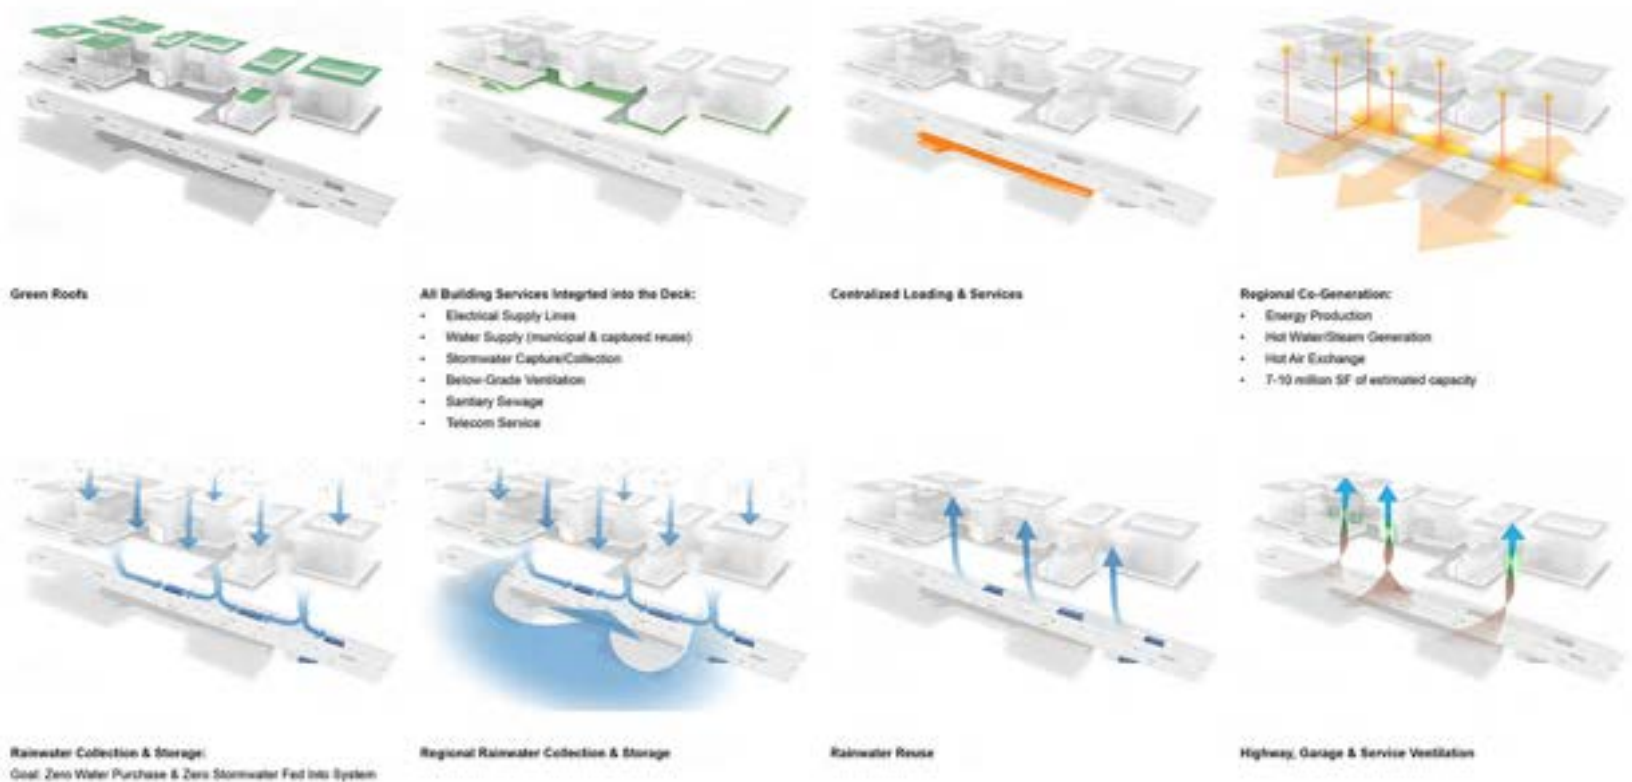 Green Roofs
All Building Services Integrted into the Deck:
• Electrical Supply Lines
• Water Supply (municipal & captured reuse)
• Stormwater Capture/Collection
• Below-Grade Ventilation
• Sanitary Sewage
• Telecom Service
Centralized Loading & Services
Regional Co-Generation:
• Energy Production
• Hot Water/Steam Generation
• Hot Air Exchange
• 7-10 million SF of estimated capacity
Rainwater Collection & Storage:
Goal: Zero Water Purchase & Zero Stormwater Fed Into System
Regional Rainwater Collection & Storage
Rainwater Reuse
Highway, Garage & Service Ventilation